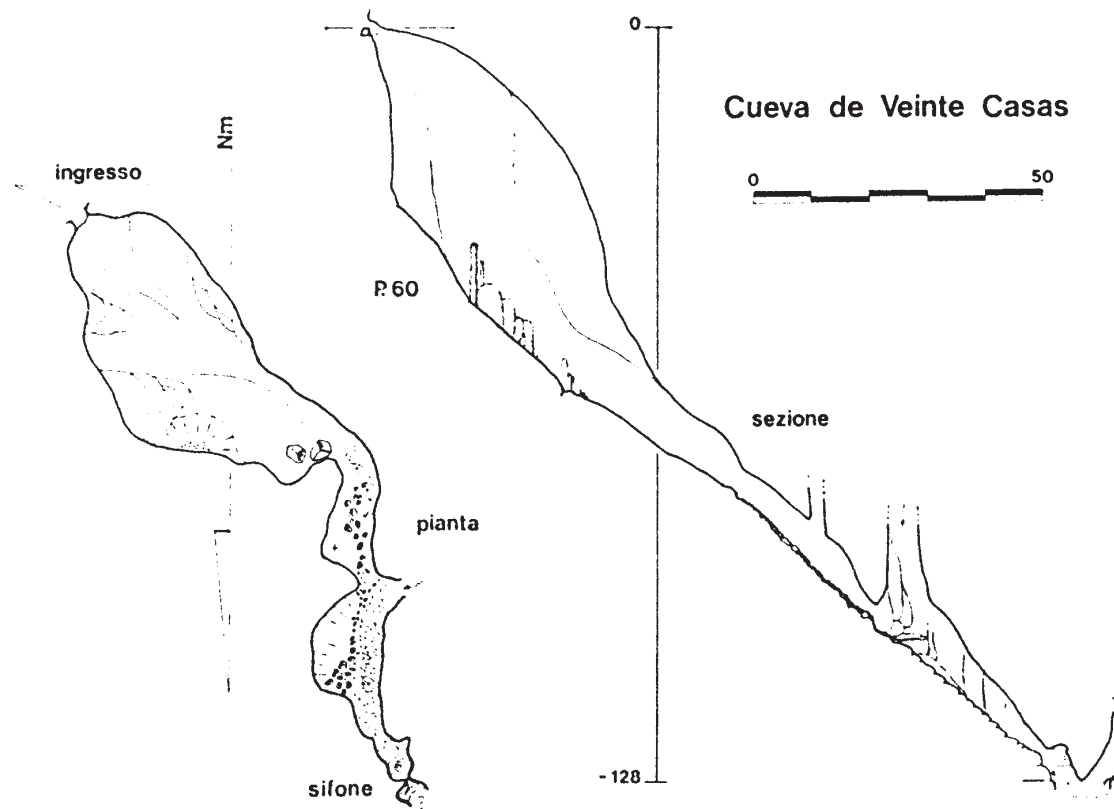 0
Cueva de Veinte Casas
Nm
ingresso
0 50
P.60
sezione
pianta
-128
sifone